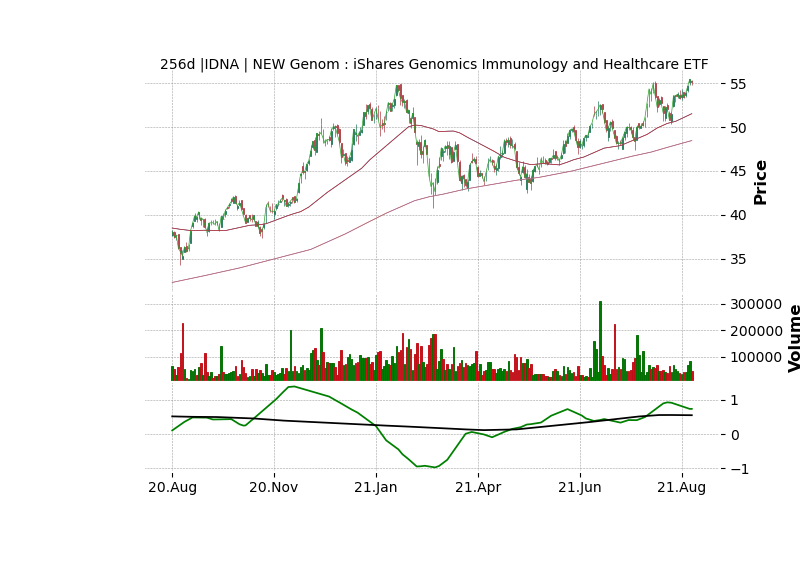 256d |IDNA | NEW Genom : iShares Genomics Immunology and Healthcare ETF
55
50
45
40
35
Price
300000
200000
100000
Volume
1
0
−1
20.Aug 20.Nov 21.Jan 21.Apr 21.Jun 21.Aug